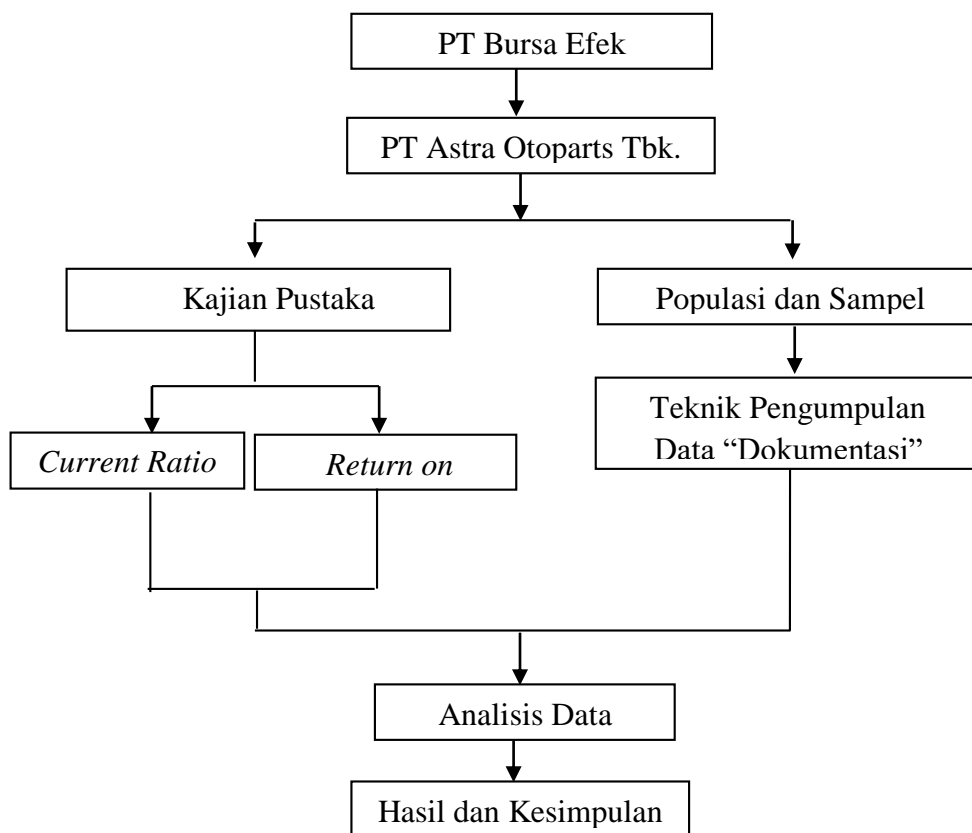 PT Bursa Efek
PT Astra Otoparts Tbk.
Kajian Pustaka
Populasi dan Sampel
Teknik Pengumpulan
Data “Dokumentasi”
Current Ratio
Return on
Analisis Data
Hasil dan Kesimpulan